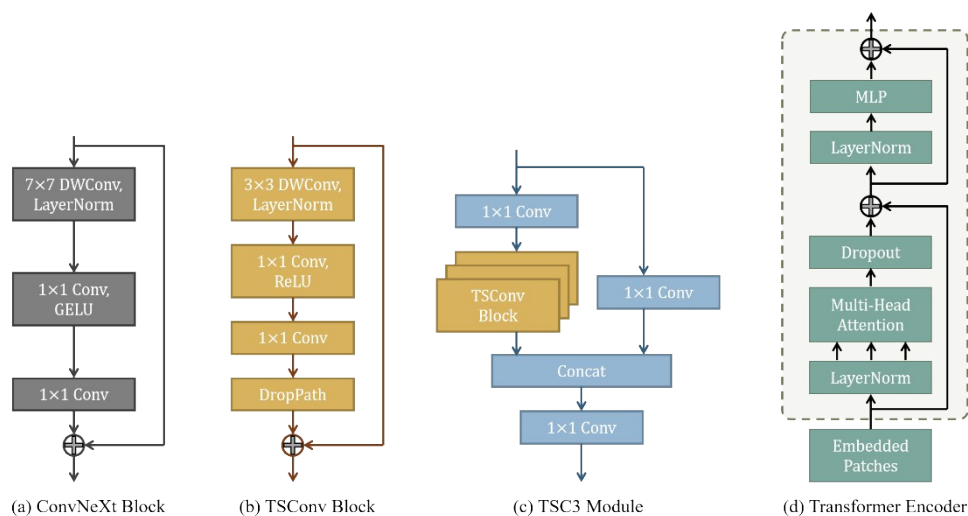 7×7 DWConv,
LayerNorm
1×1 Conv,
GELU
1×1 Conv
(a) ConvNeXt Block
3×3 DWConv,
LayerNorm
1×1 Conv,
ReLU
1×1 Conv
DropPath
(b) TSConv Block
1×1 Conv
TSConv
Block
1×1 Conv
Concat
1×1 Conv
(c) TSC3 Module
MLP
LayerNorm
Dropout
Multi-Head
Attention
LayerNorm
Embedded
Patches
(d) Transformer Encoder